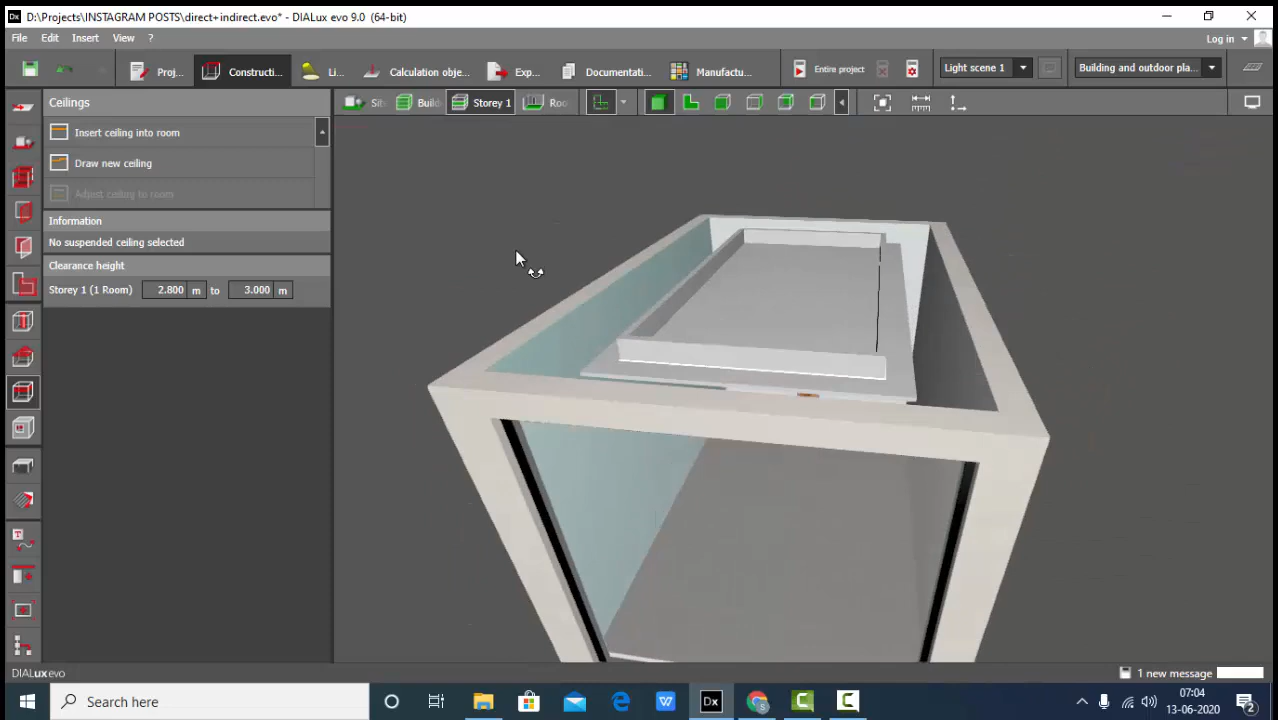 D:\Projects\INSTAGRAM POSTS\direct+indirect.evo* - DIALux evo 9.0 (64-bit)
File Edit Insert View ?
Log in
Proj... Constructi... Li... Calculation obje... Exp... Documentati... Manufactu... Entire project Light scene 1 Building and outdoor pla...
Ceilings
Sit Build Storey 1 Roo
Insert ceiling into room
Draw new ceiling
Adjust ceiling to room
Information
No suspended ceiling selected
Clearance height
Storey 1 (1 Room) 2.800 m to 3.000 m
DIALux evo
1 new message
Search here
07:04
13-06-2020
2